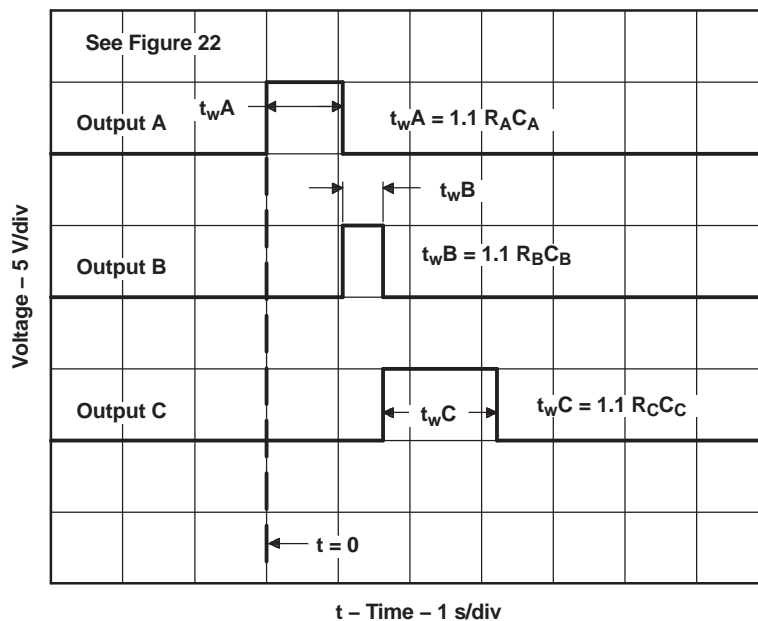 See Figure 22
twA
Output A
twA = 1.1 RACA
twB
Output B
twB = 1.1 RBCB
Output C
twC
twC = 1.1 RCCC
t = 0
Voltage – 5 V/div
t – Time – 1 s/div